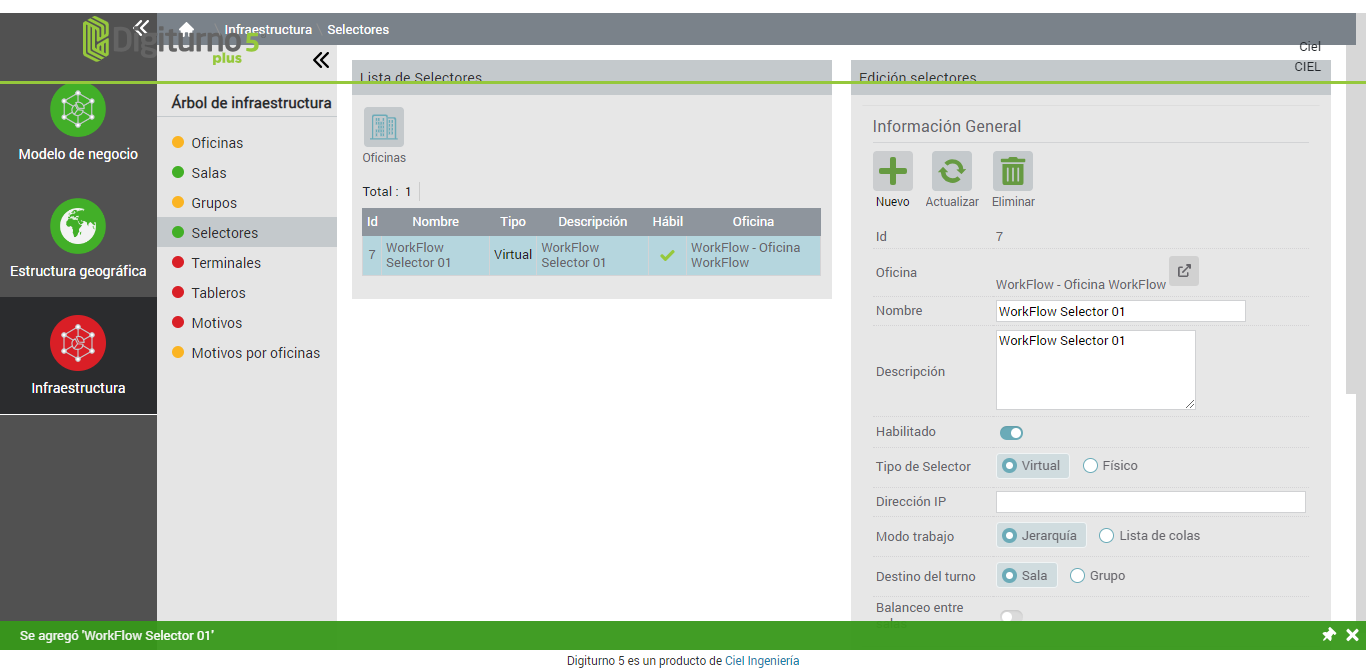 Digiturno 5
plus
Infraestructura
Selectores
Ciel
CIEL
Modelo de negocio
Estructura geográfica
Infraestructura
Árbol de infraestructura
Oficinas
Salas
Grupos
Selectores
Terminales
Tableros
Motivos
Motivos por oficinas
Lista de Selectores
Oficinas
Total : 1
Id Nombre Tipo Descripción Hábil Oficina
7 WorkFlow Selector 01 Virtual WorkFlow Selector 01 WorkFlow - Oficina WorkFlow
Edición selectores
Información General
Nuevo Actualizar Eliminar
Id 7
Oficina WorkFlow - Oficina WorkFlow
Nombre WorkFlow Selector 01
Descripción WorkFlow Selector 01
Habilitado
Tipo de Selector Virtual Físico
Dirección IP
Modo trabajo Jerarquía Lista de colas
Destino del turno Sala Grupo
Balanceo entre
Se agregó 'WorkFlow Selector 01'
Digiturno 5 es un producto de Ciel Ingeniería